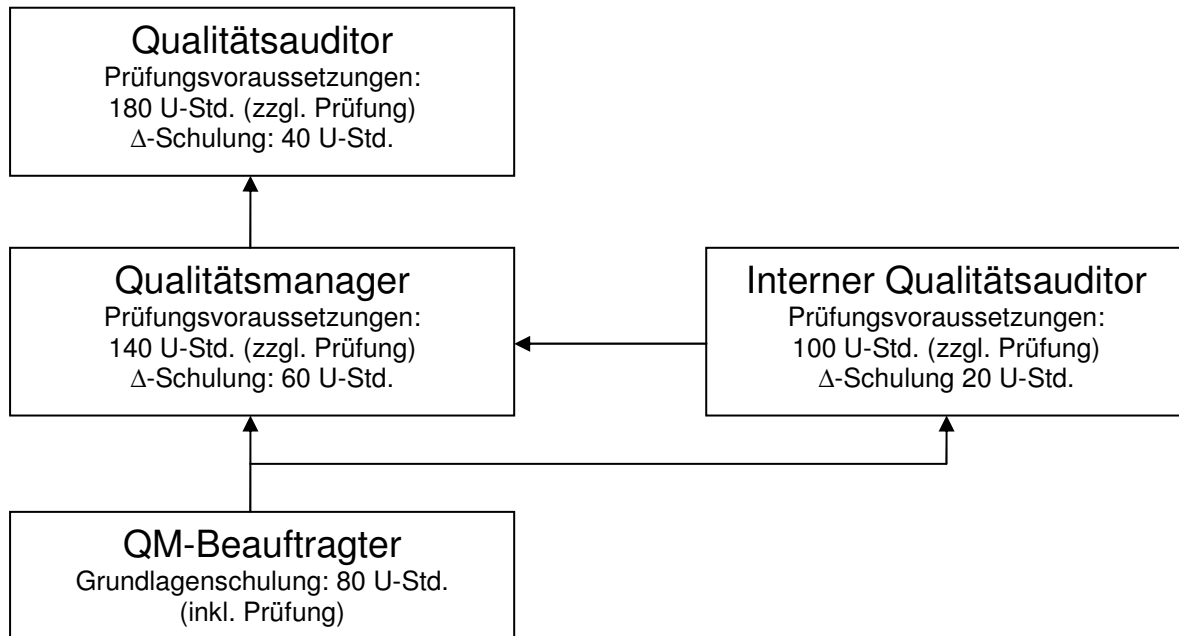 Qualitätsauditor
Prüfungsvoraussetzungen:
180 U-Std. (zzgl. Prüfung)
∆-Schulung: 40 U-Std.
Qualitätsmanager
Prüfungsvoraussetzungen:
140 U-Std. (zzgl. Prüfung)
∆-Schulung: 60 U-Std.
Interner Qualitätsauditor
Prüfungsvoraussetzungen:
100 U-Std. (zzgl. Prüfung)
∆-Schulung 20 U-Std.
QM-Beauftragter
Grundlagenschulung: 80 U-Std.
(inkl. Prüfung)